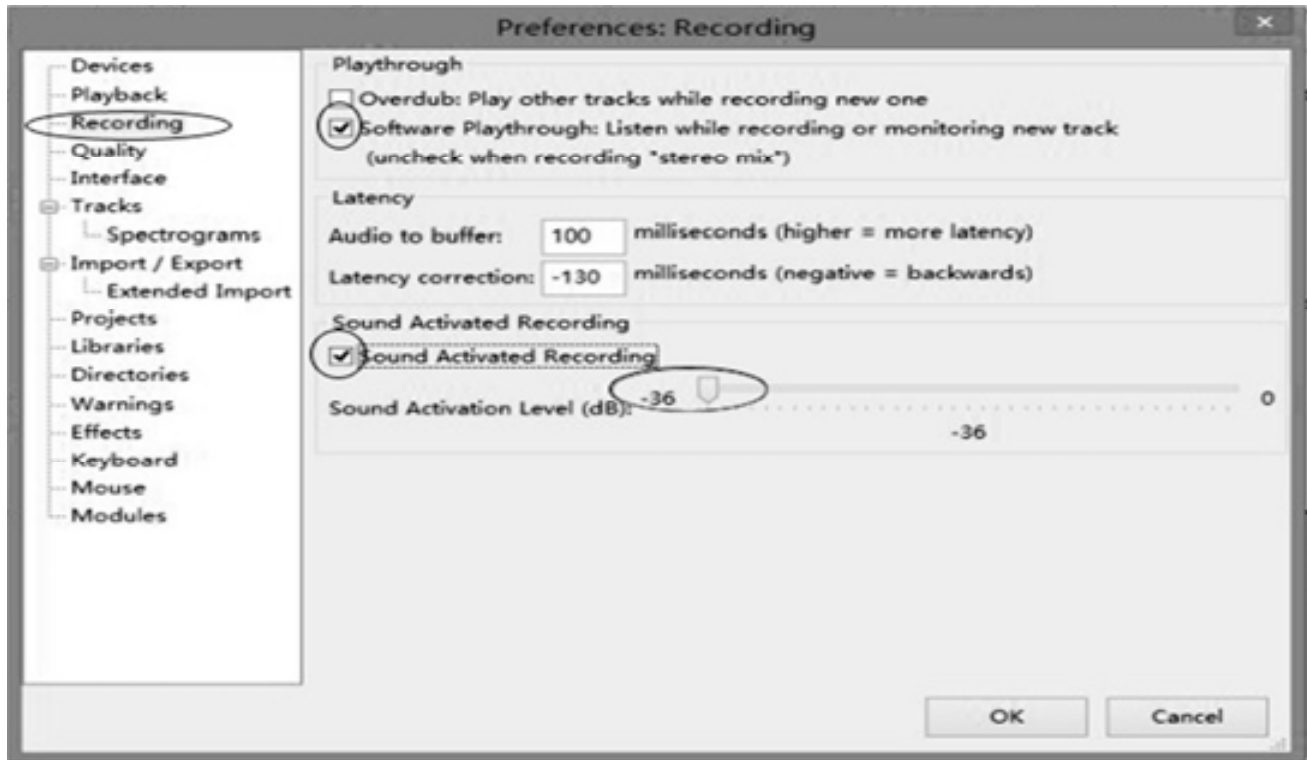 Preferences: Recording
Devices
Playback
Recording
Quality
Interface
Tracks
Spectrograms
Import / Export
Extended Import
Projects
Libraries
Directories
Warnings
Effects
Keyboard
Mouse
Modules
Playthrough
Overdub: Play other tracks while recording new one
Software Playthrough: Listen while recording or monitoring new track
(uncheck when recording "stereo mix")
Latency
Audio to buffer: 100 milliseconds (higher = more latency)
Latency correction: -130 milliseconds (negative = backwards)
Sound Activated Recording
Sound Activated Recording
Sound Activation Level (dB): -36 0
-36
OK Cancel